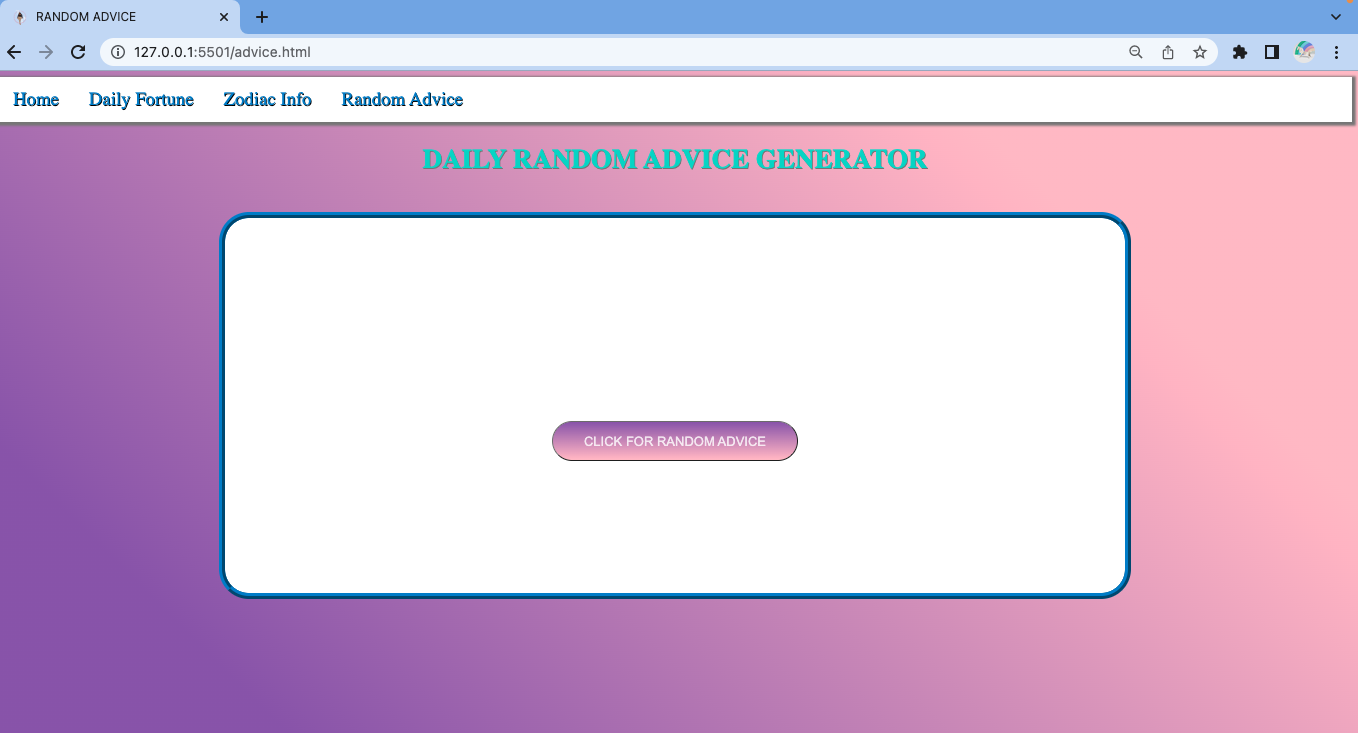 RANDOM ADVICE
127.0.0.1:5501/advice.html
Home Daily Fortune Zodiac Info Random Advice
DAILY RANDOM ADVICE GENERATOR
CLICK FOR RANDOM ADVICE